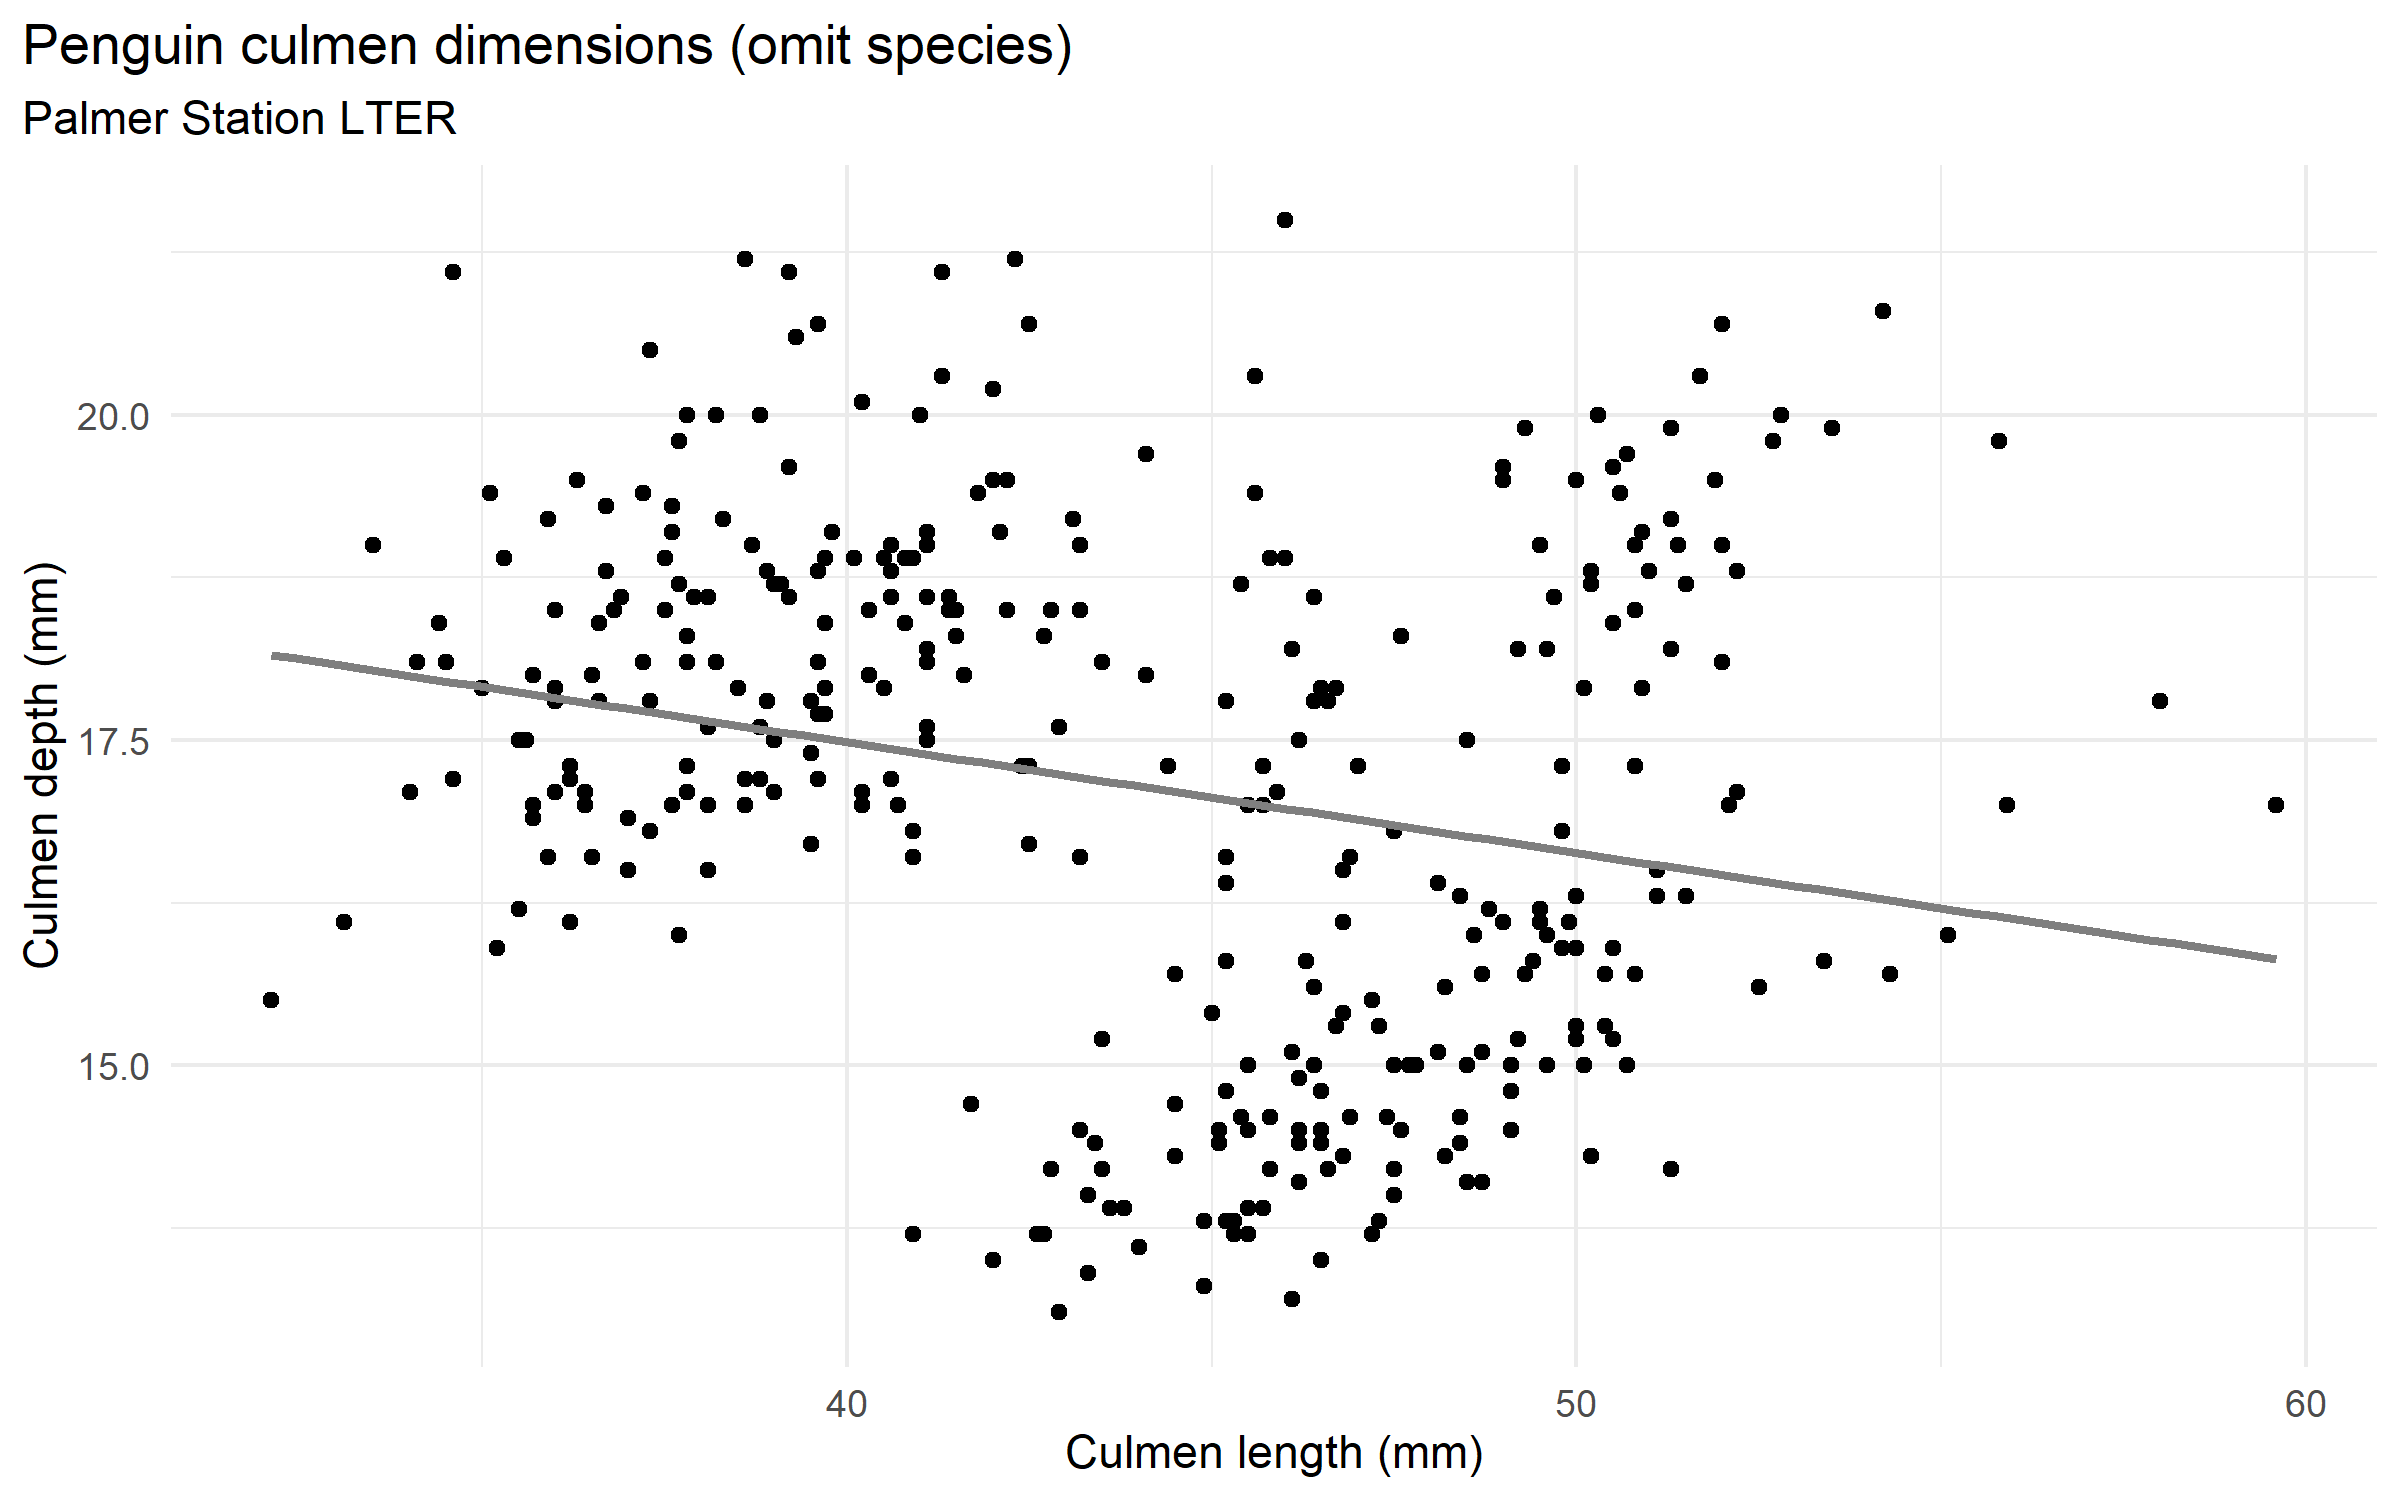 Penguin culmen dimensions (omit species)
Palmer Station LTER
Culmen depth (mm)
20.0
17.5
15.0
40
50
60
Culmen length (mm)